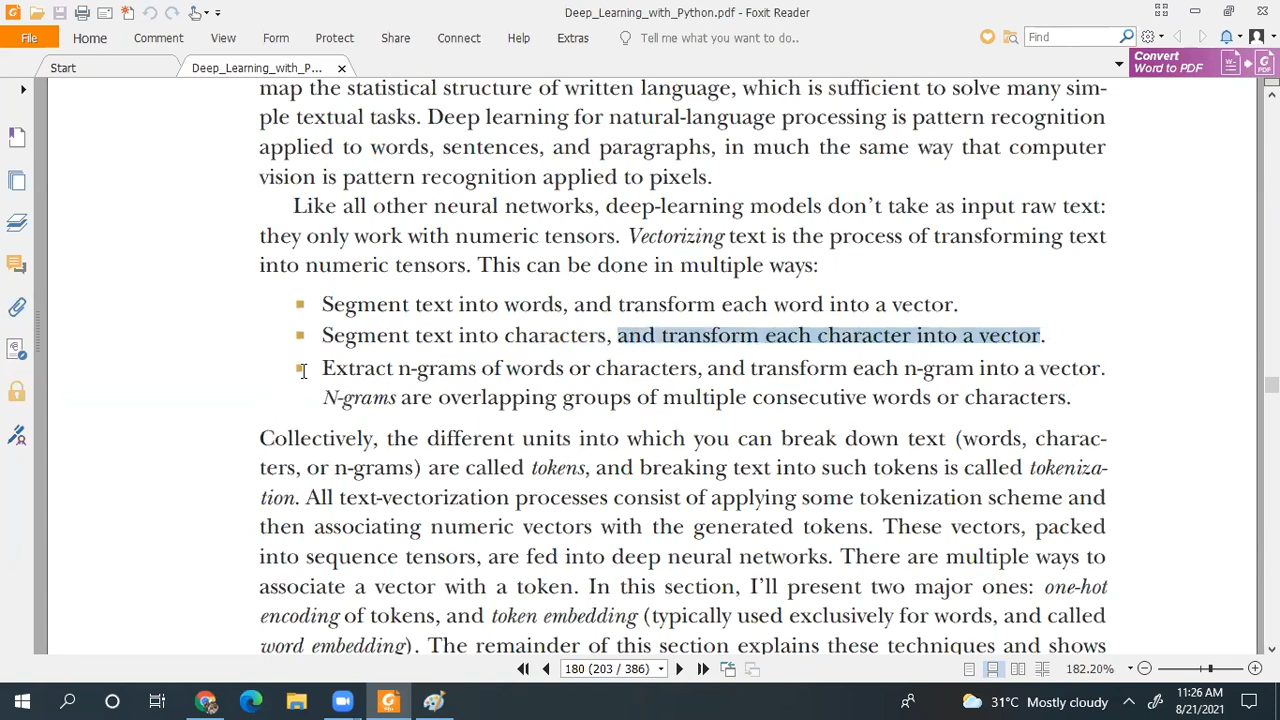 Deep_Learning_with_Python.pdf - Foxit Reader
File Home Comment View Form Protect Share Connect Help Extras Tell me what you want to do.. Find
Start Deep_Learning_with_P... Convert
Word to PDF
map the statistical structure of written language, which is sufficient to solve many sim-
ple textual tasks. Deep learning for natural-language processing is pattern recognition
applied to words, sentences, and paragraphs, in much the same way that computer
vision is pattern recognition applied to pixels.
Like all other neural networks, deep-learning models don’t take as input raw text:
they only work with numeric tensors. Vectorizing text is the process of transforming text
into numeric tensors. This can be done in multiple ways:
Segment text into words, and transform each word into a vector.
Segment text into characters, and transform each character into a vector.
Extract n-grams of words or characters, and transform each n-gram into a vector.
N-grams are overlapping groups of multiple consecutive words or characters.
Collectively, the different units into which you can break down text (words, charac-
ters, or n-grams) are called tokens, and breaking text into such tokens is called tokeniza-
tion. All text-vectorization processes consist of applying some tokenization scheme and
then associating numeric vectors with the generated tokens. These vectors, packed
into sequence tensors, are fed into deep neural networks. There are multiple ways to
associate a vector with a token. In this section, I’ll present two major ones: one-hot
encoding of tokens, and token embedding (typically used exclusively for words, and called
word embedding). The remainder of this section explains these techniques and shows
180 (203 / 386) 182.20%
31°C Mostly cloudy
11:26 AM
8/21/2021